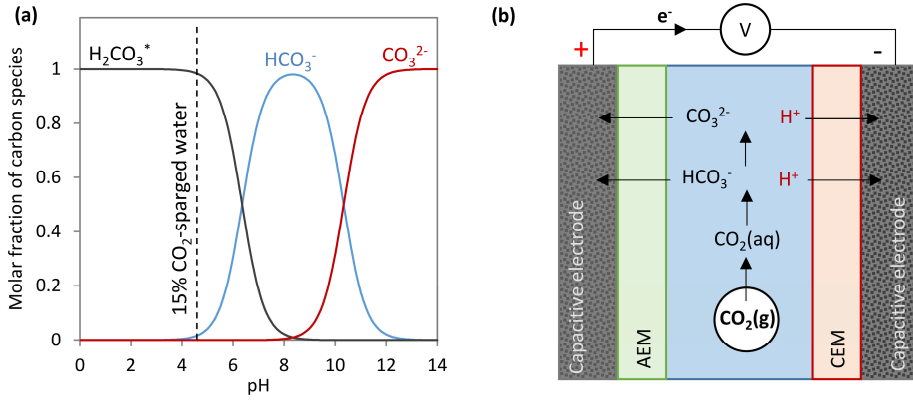 (a)
Molar fraction of carbon species
1
0.8
0.6
0.4
0.2
0
H₂CO₃*
HCO₃⁻
CO₃²⁻
15% CO₂-sparged water
0 2 4 6 8 10 12 14
pH
(b)
e⁻
V
+
-
CO₃²⁻ H⁺
HCO₃⁻ H⁺
CO₂(aq)
CO₂(g)
Capacitive electrode
AEM
CEM
Capacitive electrode